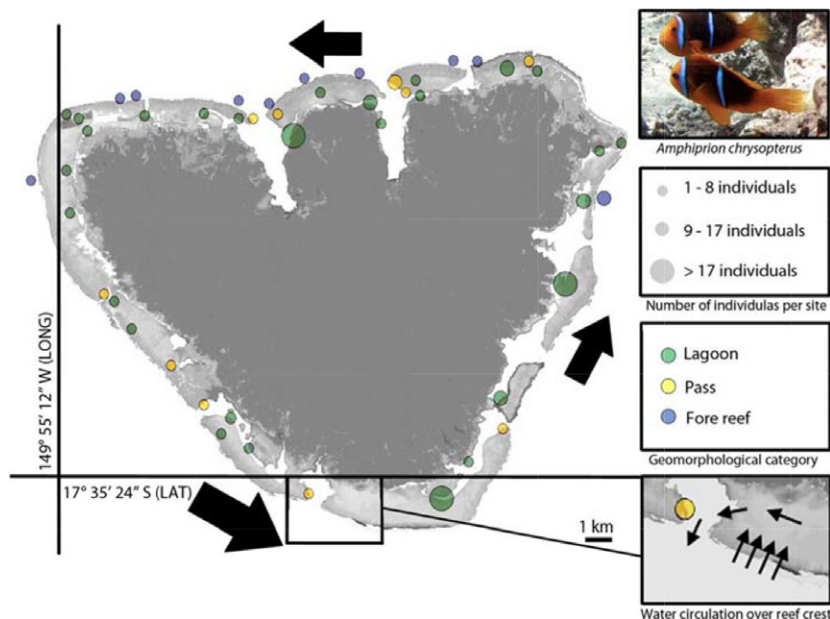 Amphiprion chrysopterus
1 - 8 individuals
9 - 17 individuals
> 17 individuals
Number of individulas per site
Lagoon
Pass
Fore reef
Geomorphological category
149° 55' 12" W (LONG)
17° 35' 24" S (LAT)
1 km
Water circulation over reef crest